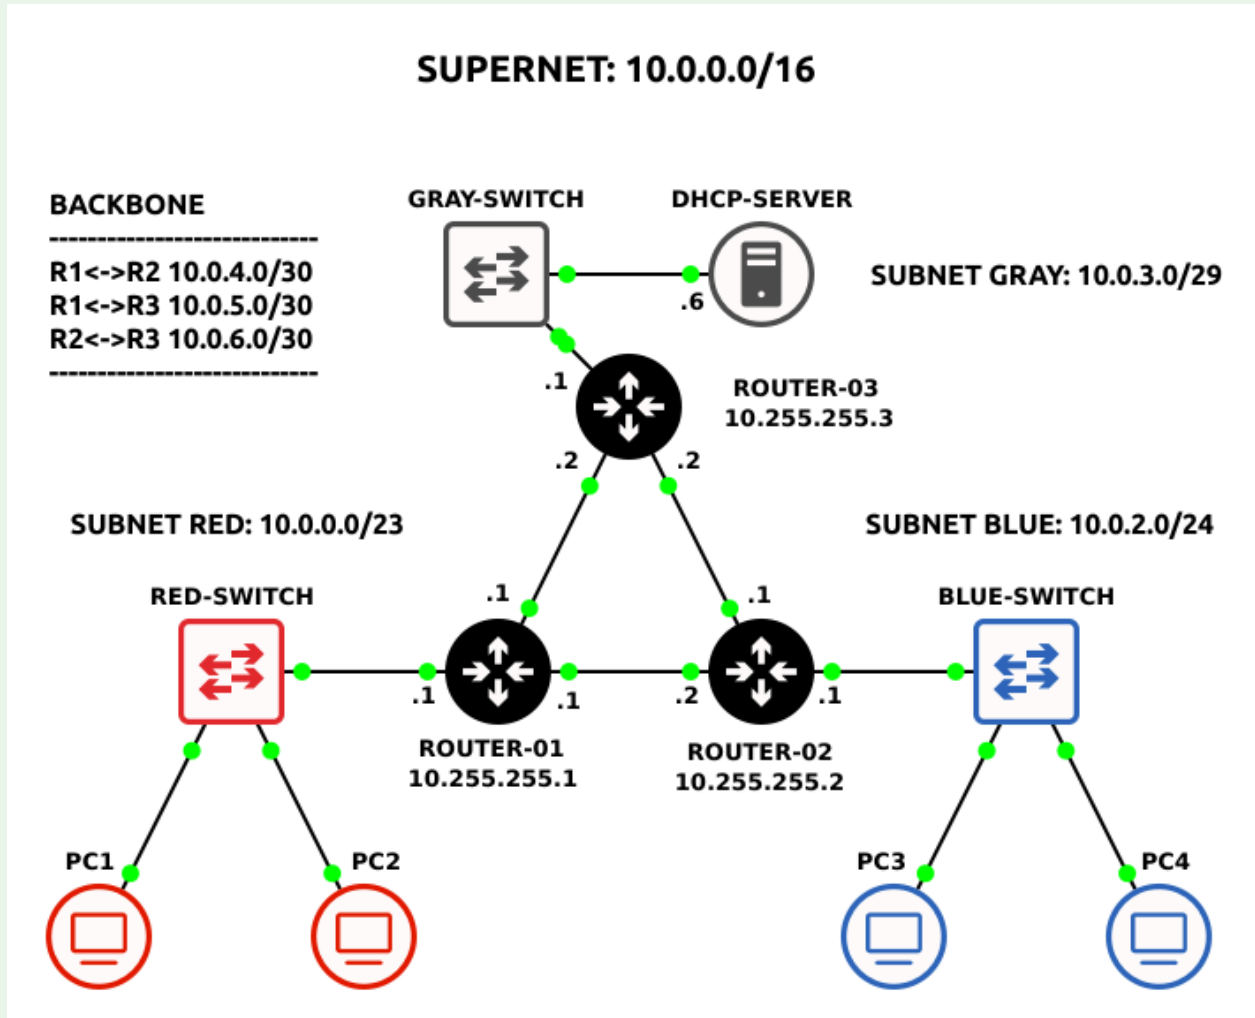 SUPERNET: 10.0.0.0/16
BACKBONE
----------------------------
R1<->R2 10.0.4.0/30
R1<->R3 10.0.5.0/30
R2<->R3 10.0.6.0/30
----------------------------
GRAY-SWITCH
DHCP-SERVER
.6
SUBNET GRAY: 10.0.3.0/29
.1
ROUTER-03
10.255.255.3
.2
.2
SUBNET RED: 10.0.0.0/23
SUBNET BLUE: 10.0.2.0/24
RED-SWITCH
.1
.1
BLUE-SWITCH
.1
.1
.2
.1
ROUTER-01
10.255.255.1
ROUTER-02
10.255.255.2
PC1
PC2
PC3
PC4